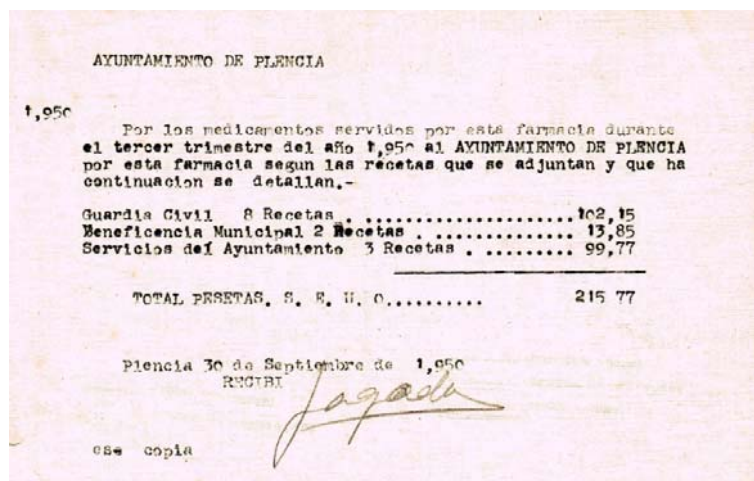 AYUNTAMIENTO DE PLENCIA
1,950
Por los medicamentos servidos por esta farmacia durante
el tercer trimestre del año 1,950 al AYUNTAMIENTO DE PLENCIA
por esta farmacia segun las recetas que se adjuntan y que ha
continuacion se detallan.-
Guardia Civil 8 Recetas . ......................102,15
Beneficencia Municipal 2 Recetas . .............. 13,85
Servicios del Ayuntamiento 3 Recetas . ......... 99,77
TOTAL PESETAS. S. E. U. O.......... 215 77
Plencia 30 de Septiembre de 1,950
RECIBI
ese copia